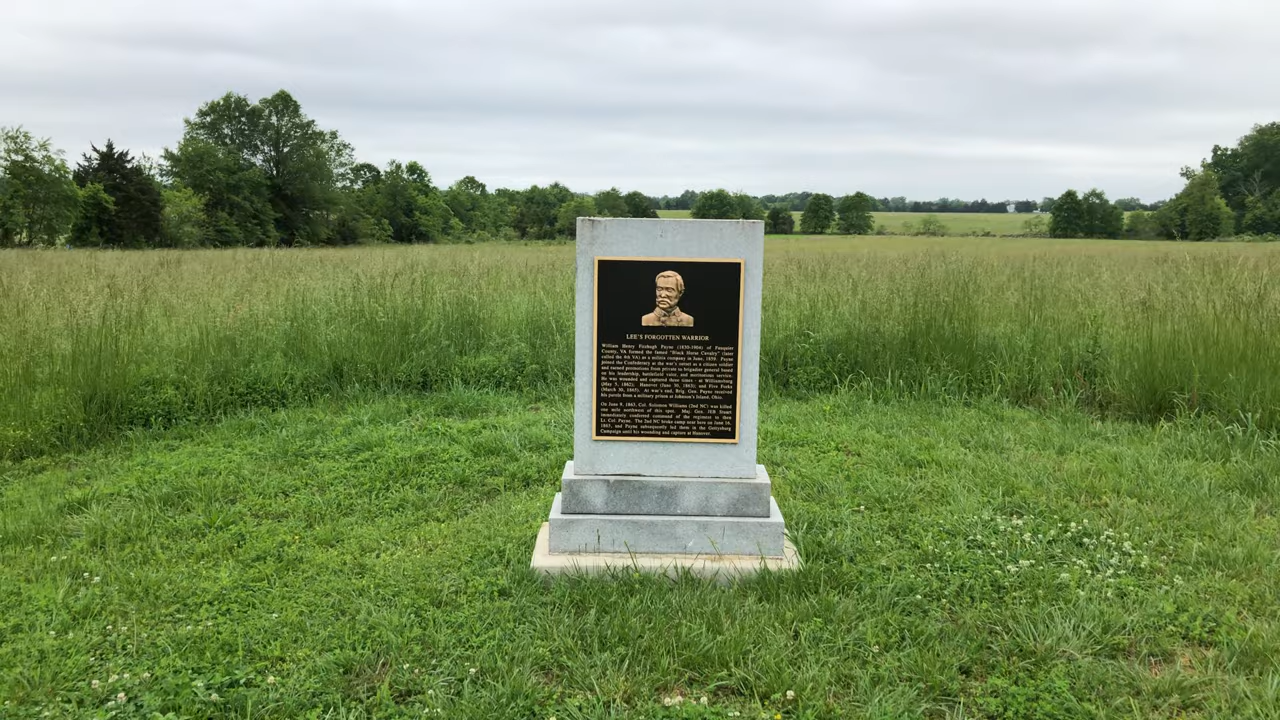 LEE'S FORGOTTEN WARRIOR
William Henry Fitzhugh Payne (1830-1904) of Fauquier
County, VA formed the famed "Black Horse Cavalry" (later
called the 4th VA) as a militia company in June, 1859. Payne
joined the Confederacy at the war's outset as a citizen soldier
and earned promotions from private to brigadier general based
on his leadership, battlefield valor, and meritorious service.
He was wounded and captured three times - at Williamsburg
(May 5, 1862), Hanover (June 30, 1863) and Five Forks
(March 30, 1865). At war's end, Brig. Gen. Payne received
his parole from a military prison at Johnson's Island, Ohio.
On June 9, 1863, Col. Solomon Williams (2nd NC) was killed
one mile northwest of this spot. Maj. Gen. JEB Stuart
immediately conferred command of the regiment to then
Lt. Col. Payne. The 2nd NC broke camp near here on June 16,
1863, and Payne subsequently led them in the Gettysburg
Campaign until his wounding and capture at Hanover.